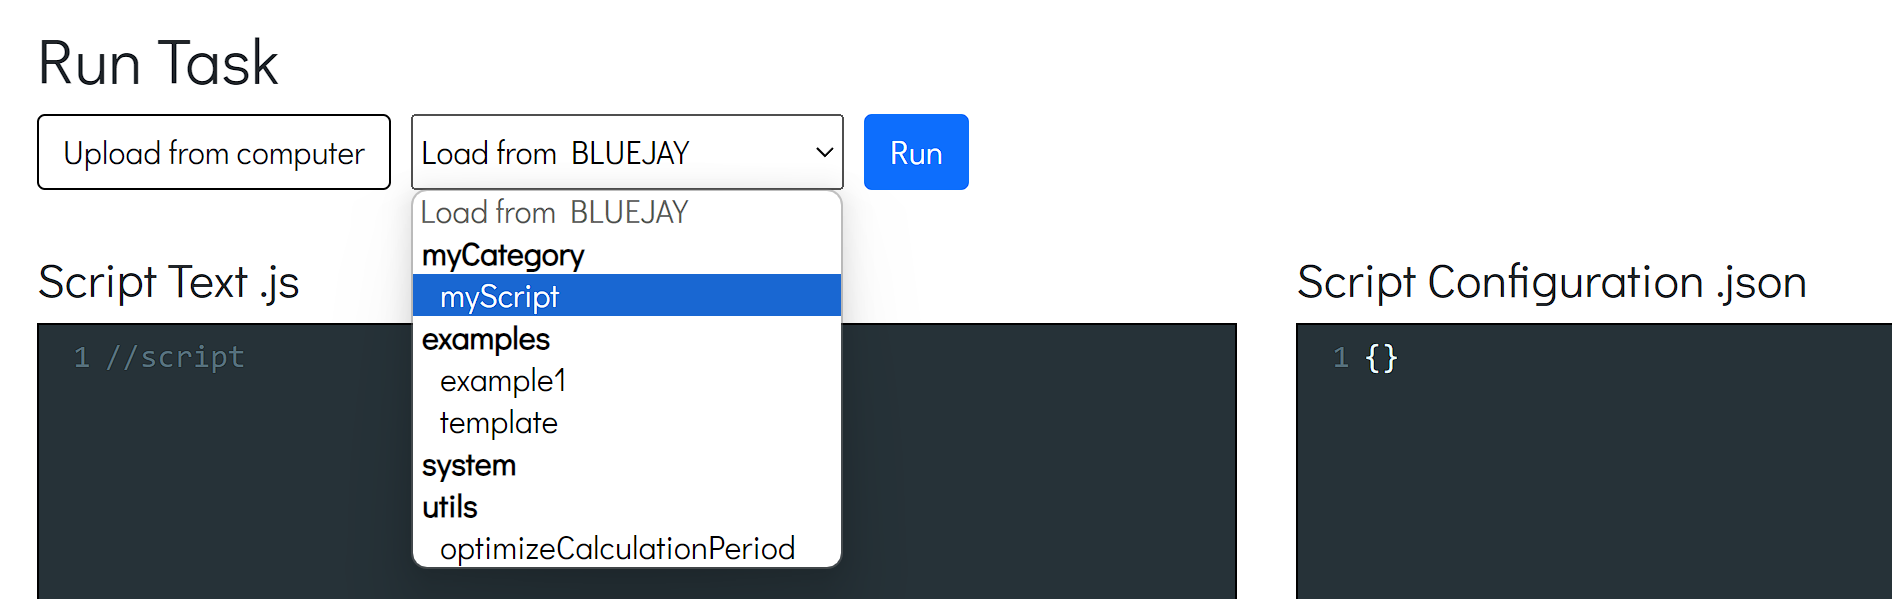 Run Task
Upload from computer
Load from BLUEJAY
Run
Load from BLUEJAY
myCategory
myScript
examples
example1
template
system
utils
optimizeCalculationPeriod
Script Text .js
1 //script
Script Configuration .json
1 {}